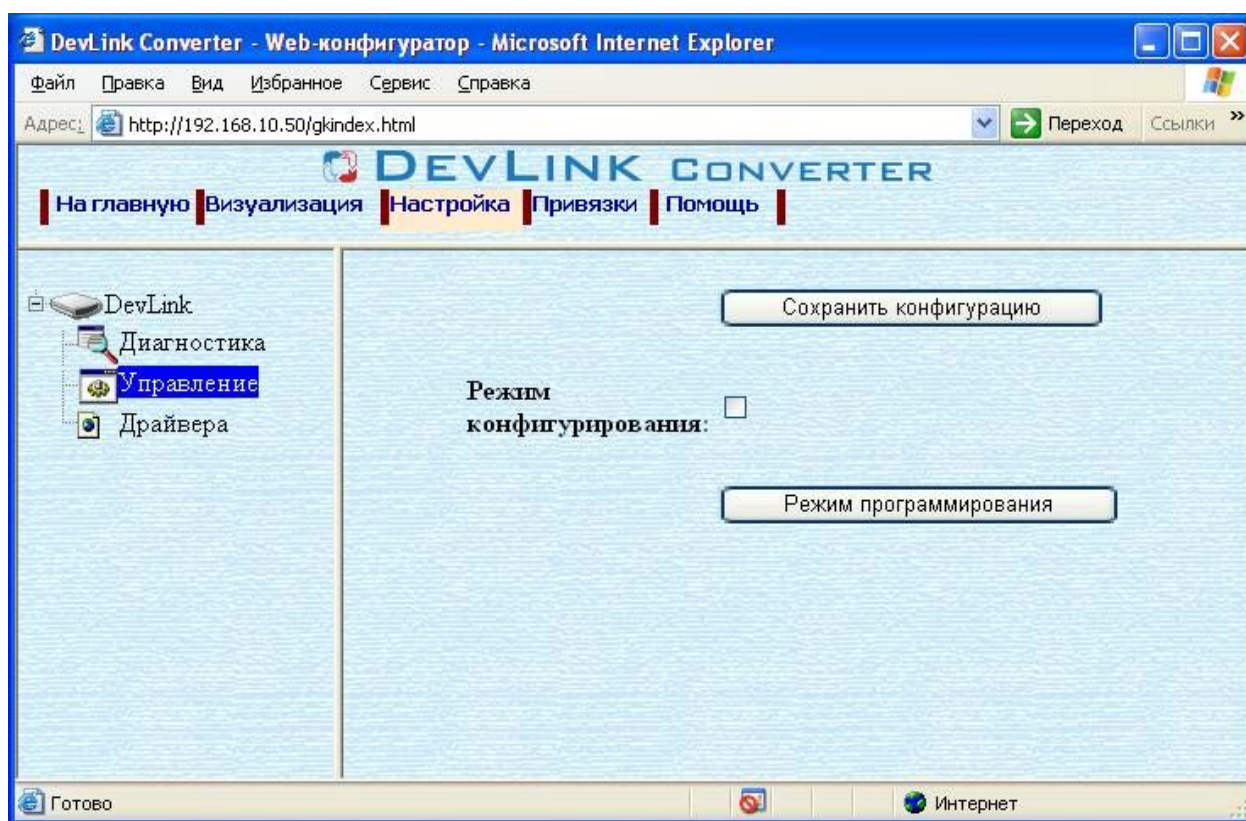 DevLink Converter - Web-конфигуратор - Microsoft Internet Explorer
Файл Правка Вид Избранное Сервис Справка
Адрес: http://192.168.10.50/gkindex.html Переход Ссылки »
DEVLINK CONVERTER
На главную Визуализация Настройка Привязки Помощь
DevLink
Диагностика
Управление
Драйвера
Сохранить конфигурацию
Режим
конфигурирования:
Режим программирования
Готово Интернет